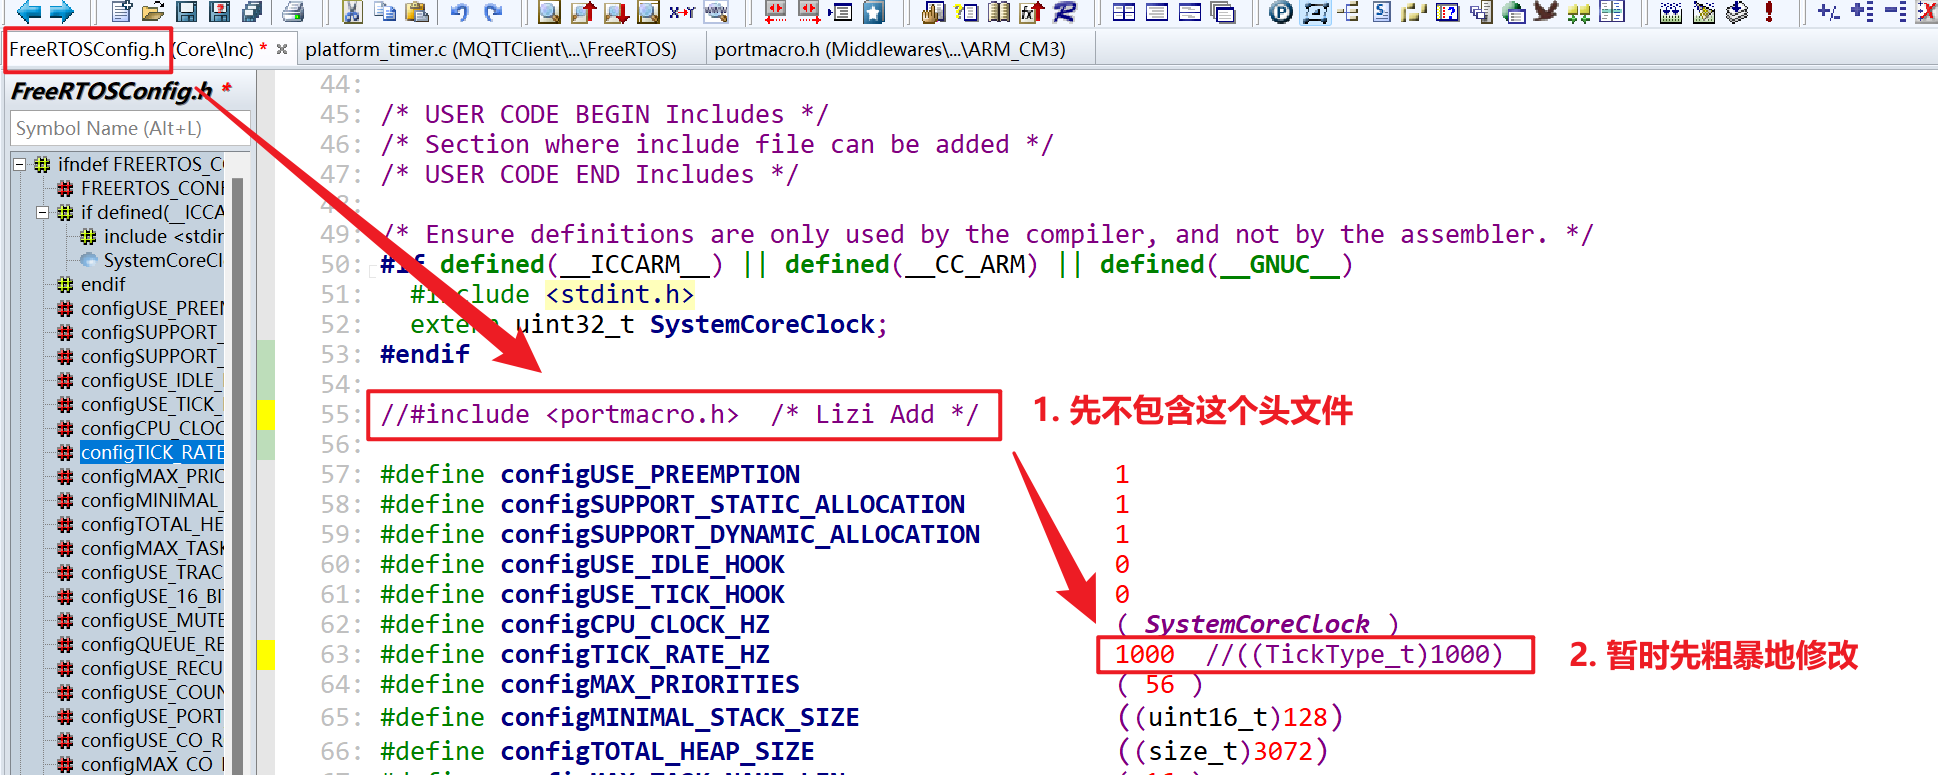 FreeRTOSConfig.h (Core\Inc) * ×
platform_timer.c (MQTTClient\...\FreeRTOS)
portmacro.h (Middlewares\...\ARM_CM3)
FreeRTOSConfig.h *
Symbol Name (Alt+L)
ifndef FREERTOS_CO
FREERTOS_CONF
if defined(__ICCA
include <stdin
SystemCoreCl
endif
configUSE_PREEM
configSUPPORT_
configSUPPORT_
configUSE_IDLE_
configUSE_TICK_
configCPU_CLOC
configTICK_RATE
configMAX_PRIO
configMINIMAL_
configTOTAL_HE
configMAX_TASK
configUSE_TRAC
configUSE_16_BI
configUSE_MUTE
configQUEUE_RE
configUSE_RECU
configUSE_COUN
configUSE_PORT
configUSE_CO_R
configMAX_CO_
44:
45: /* USER CODE BEGIN Includes */
46: /* Section where include file can be added */
47: /* USER CODE END Includes */
48:
49: /* Ensure definitions are only used by the compiler, and not by the assembler. */
50: #if defined(__ICCARM__) || defined(__CC_ARM) || defined(__GNUC__)
51: #include <stdint.h>
52: extern uint32_t SystemCoreClock;
53: #endif
54:
55: //#include <portmacro.h> /* Lizi Add */
1. 先不包含这个头文件
56:
57: #define configUSE_PREEMPTION 1
58: #define configSUPPORT_STATIC_ALLOCATION 1
59: #define configSUPPORT_DYNAMIC_ALLOCATION 1
60: #define configUSE_IDLE_HOOK 0
61: #define configUSE_TICK_HOOK 0
62: #define configCPU_CLOCK_HZ ( SystemCoreClock )
63: #define configTICK_RATE_HZ 1000 //((TickType_t)1000)
2. 暂时先粗暴地修改
64: #define configMAX_PRIORITIES ( 56 )
65: #define configMINIMAL_STACK_SIZE ((uint16_t)128)
66: #define configTOTAL_HEAP_SIZE ((size_t)3072)